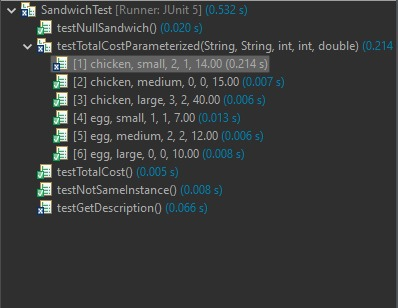 SandwichTest [Runner: JUnit 5] (0.532 s)
testNullSandwich() (0.020 s)
testTotalCostParameterized(String, String, int, int, double) (0.214
[1] chicken, small, 2, 1, 14.00 (0.214 s)
[2] chicken, medium, 0, 0, 15.00 (0.007 s)
[3] chicken, large, 3, 2, 40.00 (0.006 s)
[4] egg, small, 1, 1, 7.00 (0.013 s)
[5] egg, medium, 2, 2, 12.00 (0.006 s)
[6] egg, large, 0, 0, 10.00 (0.008 s)
testTotalCost() (0.005 s)
testNotSameInstance() (0.008 s)
testGetDescription() (0.066 s)